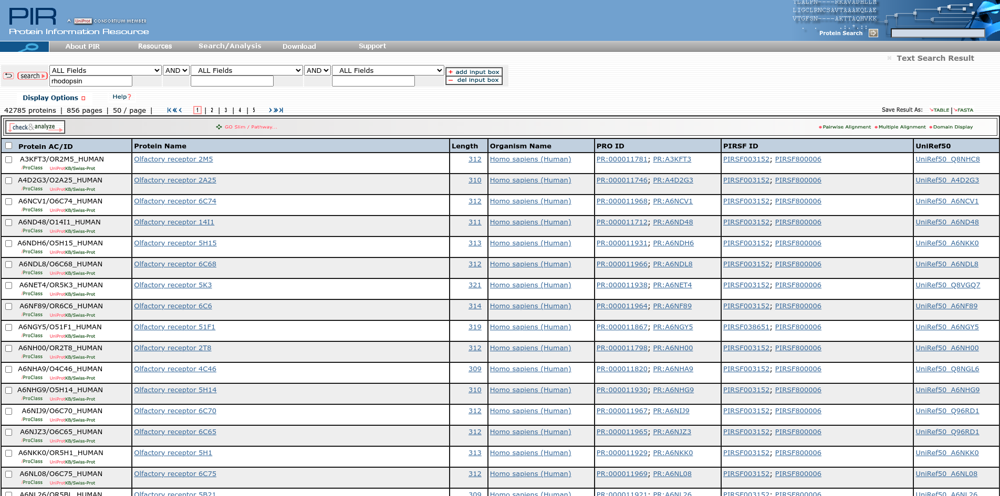 PIR
A UniProt CONSORTIUM MEMBER
Protein Information Resource
TLALPN----RKAVADHLLM
LIGCLRNCSAVTAAAKQLAE
VTGFSN----AKTTAQHVKK
Protein Search
About PIR Resources Search/Analysis Download Support
Text Search Result
ALL Fields AND ALL Fields AND ALL Fields
+ add input box
search rhodopsin
− del input box
Display Options Help?
42785 proteins | 856 pages | 50 / page | 1 | 2 | 3 | 4 | 5
Save Result As: TABLE | FASTA
check&analyze GO Slim / Pathway... Pairwise Alignment Multiple Alignment Domain Display
Protein AC/ID Protein Name Length Organism Name PRO ID PIRSF ID UniRef50
A3KFT3/OR2M5_HUMAN Olfactory receptor 2M5 312 Homo sapiens (Human) PR:000011781; PR:A3KFT3 PIRSF003152; PIRSF800006 UniRef50_Q8NHC8
iProClass UniProtKB/Swiss-Prot
A4D2G3/O2A25_HUMAN Olfactory receptor 2A25 310 Homo sapiens (Human) PR:000011746; PR:A4D2G3 PIRSF003152; PIRSF800006 UniRef50_A4D2G3
iProClass UniProtKB/Swiss-Prot
A6NCV1/O6C74_HUMAN Olfactory receptor 6C74 312 Homo sapiens (Human) PR:000011968; PR:A6NCV1 PIRSF003152; PIRSF800006 UniRef50_A6NCV1
iProClass UniProtKB/Swiss-Prot
A6ND48/O14I1_HUMAN Olfactory receptor 14I1 311 Homo sapiens (Human) PR:000011712; PR:A6ND48 PIRSF003152; PIRSF800006 UniRef50_A6ND48
iProClass UniProtKB/Swiss-Prot
A6NDH6/O5H15_HUMAN Olfactory receptor 5H15 313 Homo sapiens (Human) PR:000011931; PR:A6NDH6 PIRSF003152; PIRSF800006 UniRef50_A6NKK0
iProClass UniProtKB/Swiss-Prot
A6NDL8/O6C68_HUMAN Olfactory receptor 6C68 312 Homo sapiens (Human) PR:000011966; PR:A6NDL8 PIRSF003152; PIRSF800006 UniRef50_A6NDL8
iProClass UniProtKB/Swiss-Prot
A6NET4/OR5K3_HUMAN Olfactory receptor 5K3 321 Homo sapiens (Human) PR:000011938; PR:A6NET4 PIRSF003152; PIRSF800006 UniRef50_Q8VGQ7
iProClass UniProtKB/Swiss-Prot
A6NF89/OR6C6_HUMAN Olfactory receptor 6C6 314 Homo sapiens (Human) PR:000011964; PR:A6NF89 PIRSF003152; PIRSF800006 UniRef50_A6NF89
iProClass UniProtKB/Swiss-Prot
A6NGY5/O51F1_HUMAN Olfactory receptor 51F1 319 Homo sapiens (Human) PR:000011867; PR:A6NGY5 PIRSF038651; PIRSF800006 UniRef50_A6NGY5
iProClass UniProtKB/Swiss-Prot
A6NH00/OR2T8_HUMAN Olfactory receptor 2T8 312 Homo sapiens (Human) PR:000011798; PR:A6NH00 PIRSF003152; PIRSF800006 UniRef50_A6NH00
iProClass UniProtKB/Swiss-Prot
A6NHA9/O4C46_HUMAN Olfactory receptor 4C46 309 Homo sapiens (Human) PR:000011820; PR:A6NHA9 PIRSF003152; PIRSF800006 UniRef50_Q8NGL6
iProClass UniProtKB/Swiss-Prot
A6NHG9/O5H14_HUMAN Olfactory receptor 5H14 310 Homo sapiens (Human) PR:000011930; PR:A6NHG9 PIRSF003152; PIRSF800006 UniRef50_A6NHG9
iProClass UniProtKB/Swiss-Prot
A6NIJ9/O6C70_HUMAN Olfactory receptor 6C70 312 Homo sapiens (Human) PR:000011967; PR:A6NIJ9 PIRSF003152; PIRSF800006 UniRef50_Q96RD1
iProClass UniProtKB/Swiss-Prot
A6NJZ3/O6C65_HUMAN Olfactory receptor 6C65 312 Homo sapiens (Human) PR:000011965; PR:A6NJZ3 PIRSF003152; PIRSF800006 UniRef50_Q96RD1
iProClass UniProtKB/Swiss-Prot
A6NKK0/OR5H1_HUMAN Olfactory receptor 5H1 313 Homo sapiens (Human) PR:000011929; PR:A6NKK0 PIRSF003152; PIRSF800006 UniRef50_A6NKK0
iProClass UniProtKB/Swiss-Prot
A6NL08/O6C75_HUMAN Olfactory receptor 6C75 312 Homo sapiens (Human) PR:000011969; PR:A6NL08 PIRSF003152; PIRSF800006 UniRef50_A6NL08
iProClass UniProtKB/Swiss-Prot
A6NL26/OR5BL_HUMAN Olfactory receptor 5B21 309 Homo sapiens (Human) PR:000011921; PR:A6NL26 PIRSF003152; PIRSF800006 UniRef50_A6NL26